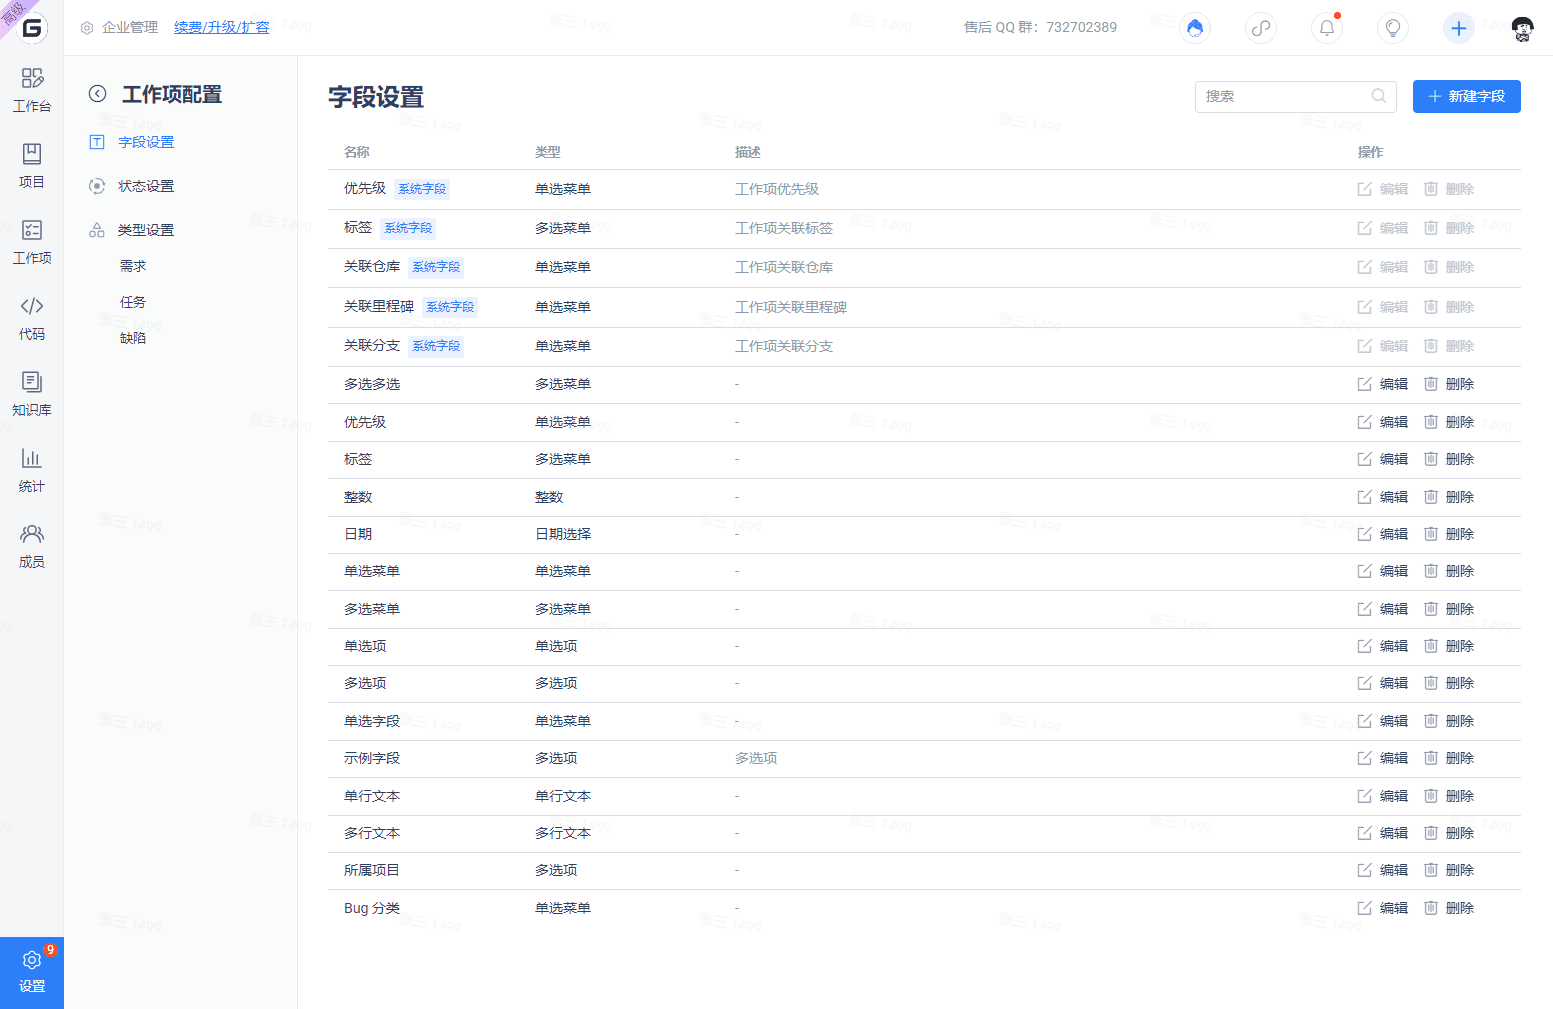 高级
企业管理 续费/升级/扩容
售后 QQ 群：732702389
工作台
项目
工作项
代码
知识库
统计
成员
9
设置
工作项配置
字段设置
状态设置
类型设置
需求
任务
缺陷
字段设置
搜索
新建字段
名称 类型 描述 操作
优先级 系统字段 单选菜单 工作项优先级 编辑 删除
标签 系统字段 多选菜单 工作项关联标签 编辑 删除
关联仓库 系统字段 单选菜单 工作项关联仓库 编辑 删除
关联里程碑 系统字段 单选菜单 工作项关联里程碑 编辑 删除
关联分支 系统字段 单选菜单 工作项关联分支 编辑 删除
多选多选 多选菜单 - 编辑 删除
优先级 单选菜单 - 编辑 删除
标签 多选菜单 - 编辑 删除
整数 整数 - 编辑 删除
日期 日期选择 - 编辑 删除
单选菜单 单选菜单 - 编辑 删除
多选菜单 多选菜单 - 编辑 删除
单选项 单选项 - 编辑 删除
多选项 多选项 - 编辑 删除
单选字段 单选菜单 - 编辑 删除
示例字段 多选项 多选项 编辑 删除
单行文本 单行文本 - 编辑 删除
多行文本 多行文本 - 编辑 删除
所属项目 多选项 - 编辑 删除
Bug 分类 单选菜单 - 编辑 删除
张三 1499